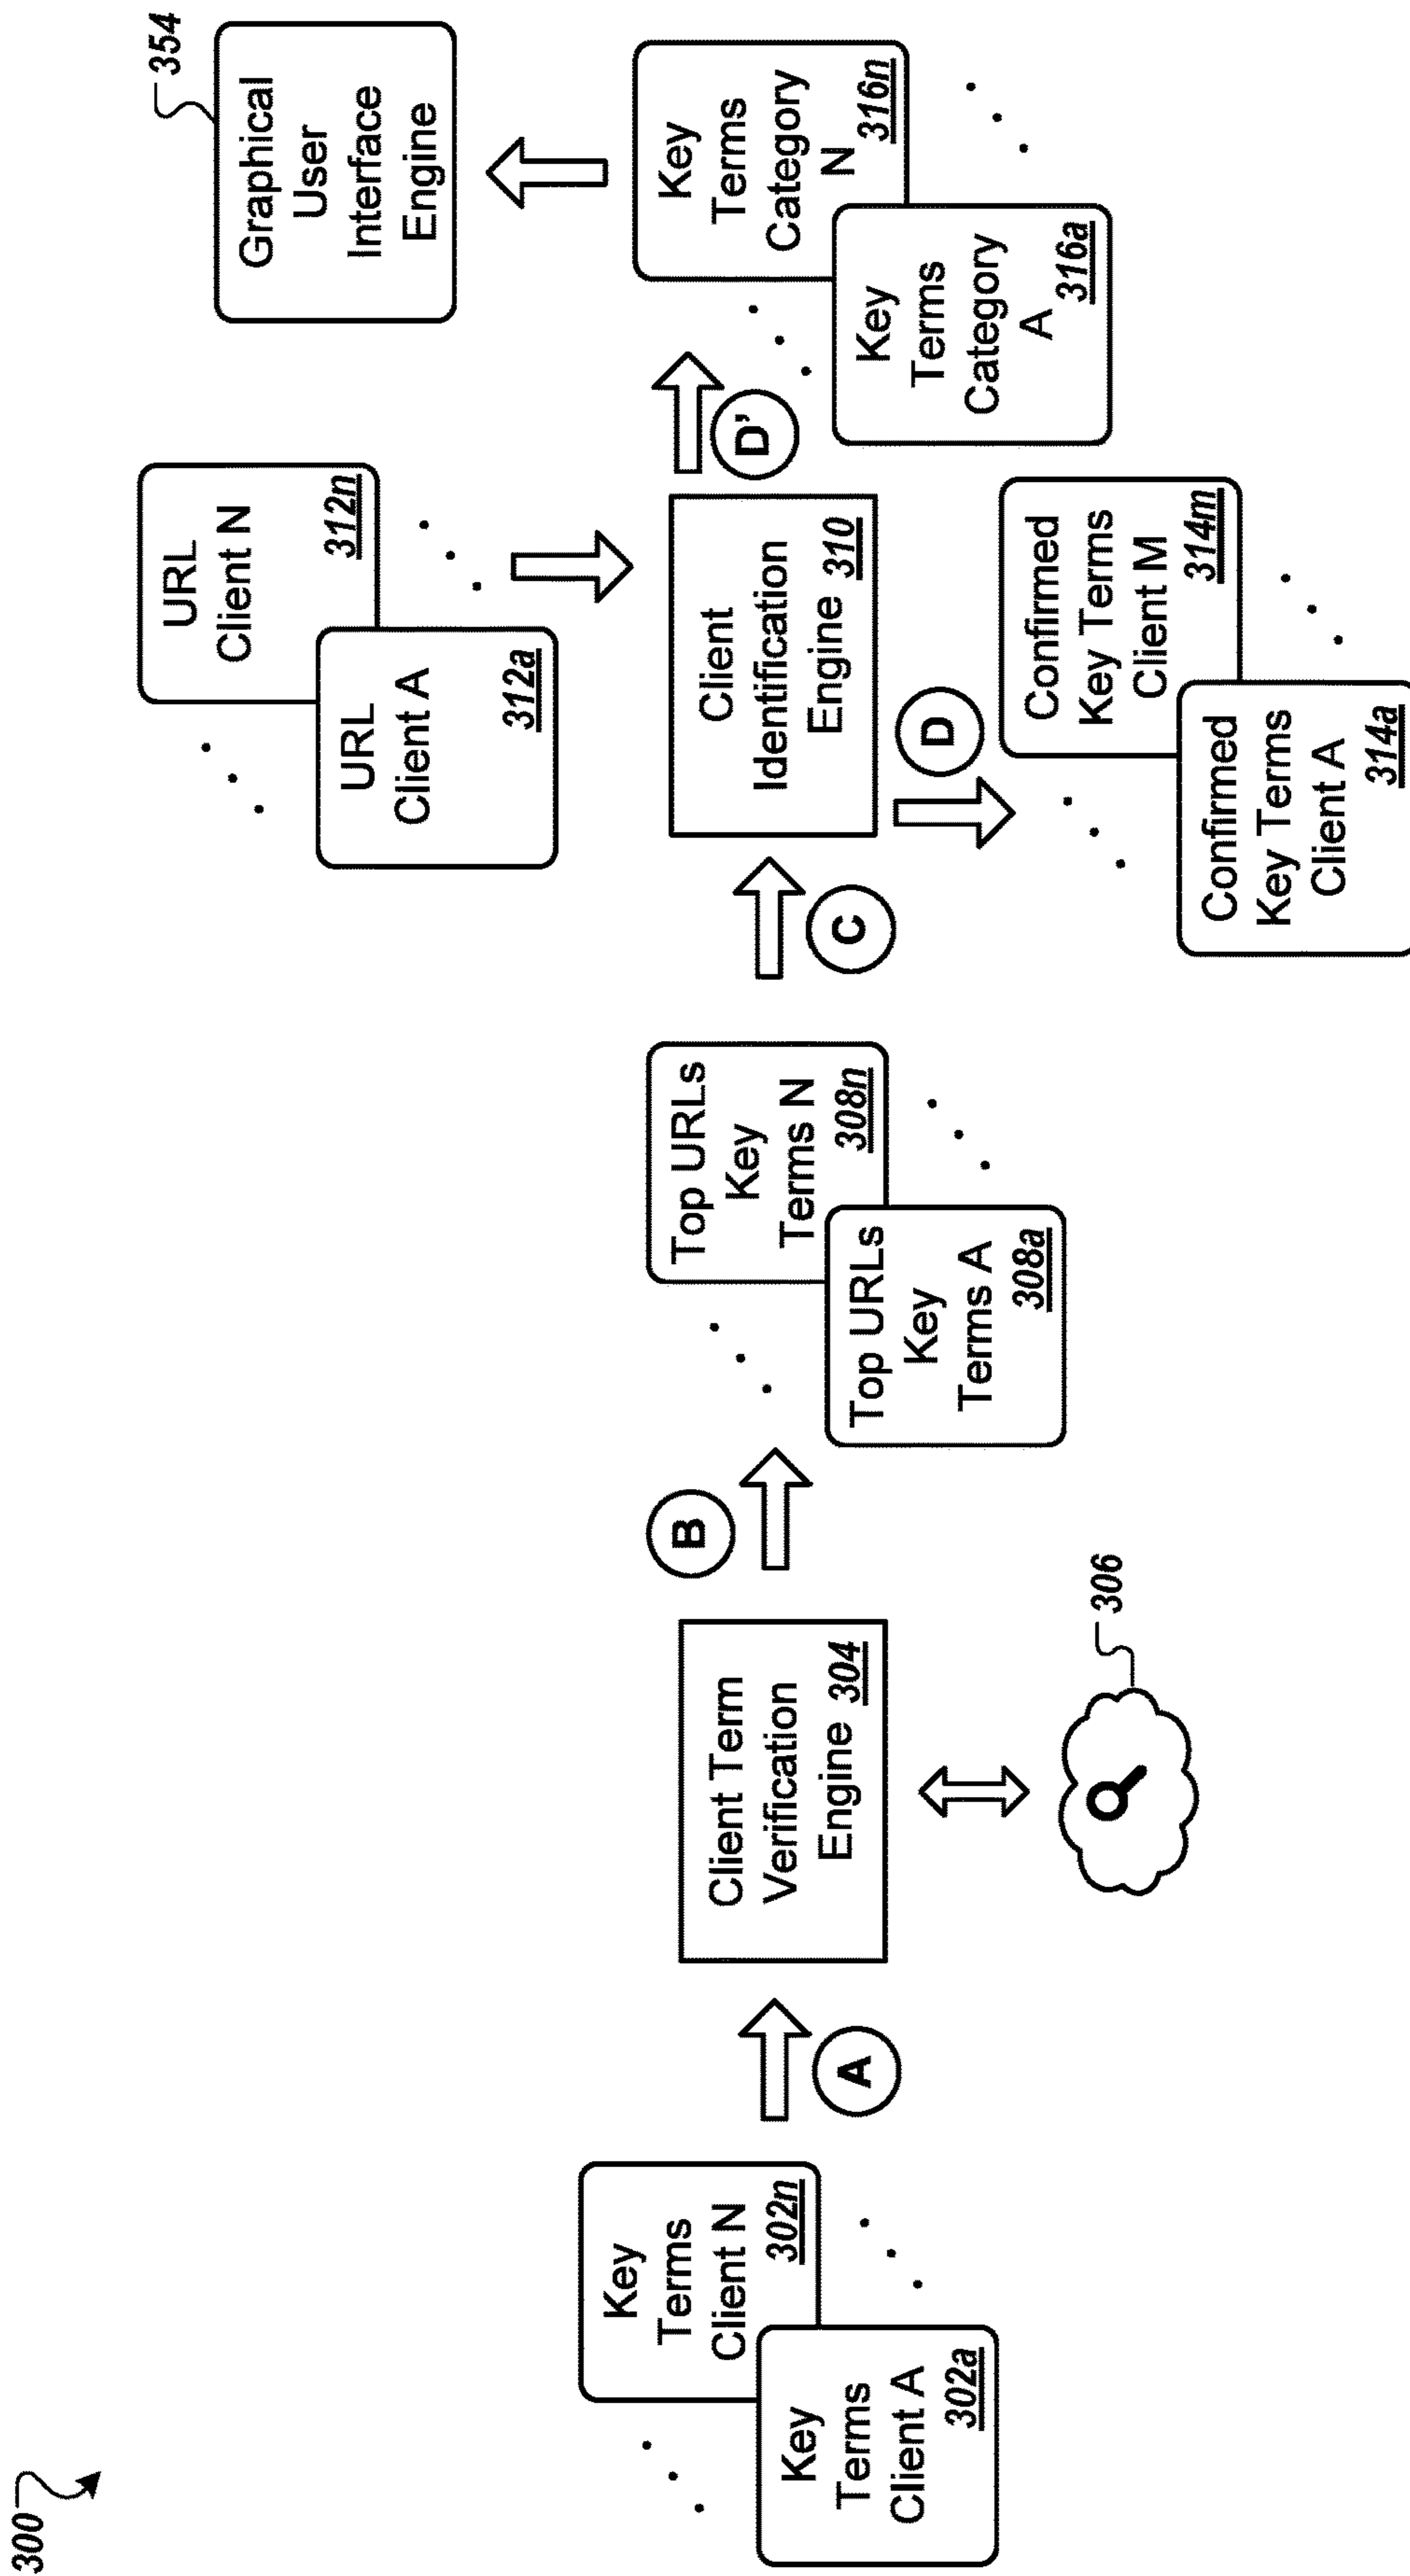 300
Key
Terms
Client N
302n
Key
Terms
Client A
302a
A
Client Term
Verification
Engine 304
306
B
Top URLs
Key
Terms N
308n
Top URLs
Key
Terms A
308a
C
URL
Client N
312n
URL
Client A
312a
Client
Identification
Engine 310
D
Confirmed
Key Terms
Client M
314m
Confirmed
Key Terms
Client A
314a
D'
Key
Terms
Category
N
316n
Key
Terms
Category
A
316a
Graphical
User
Interface
Engine
354